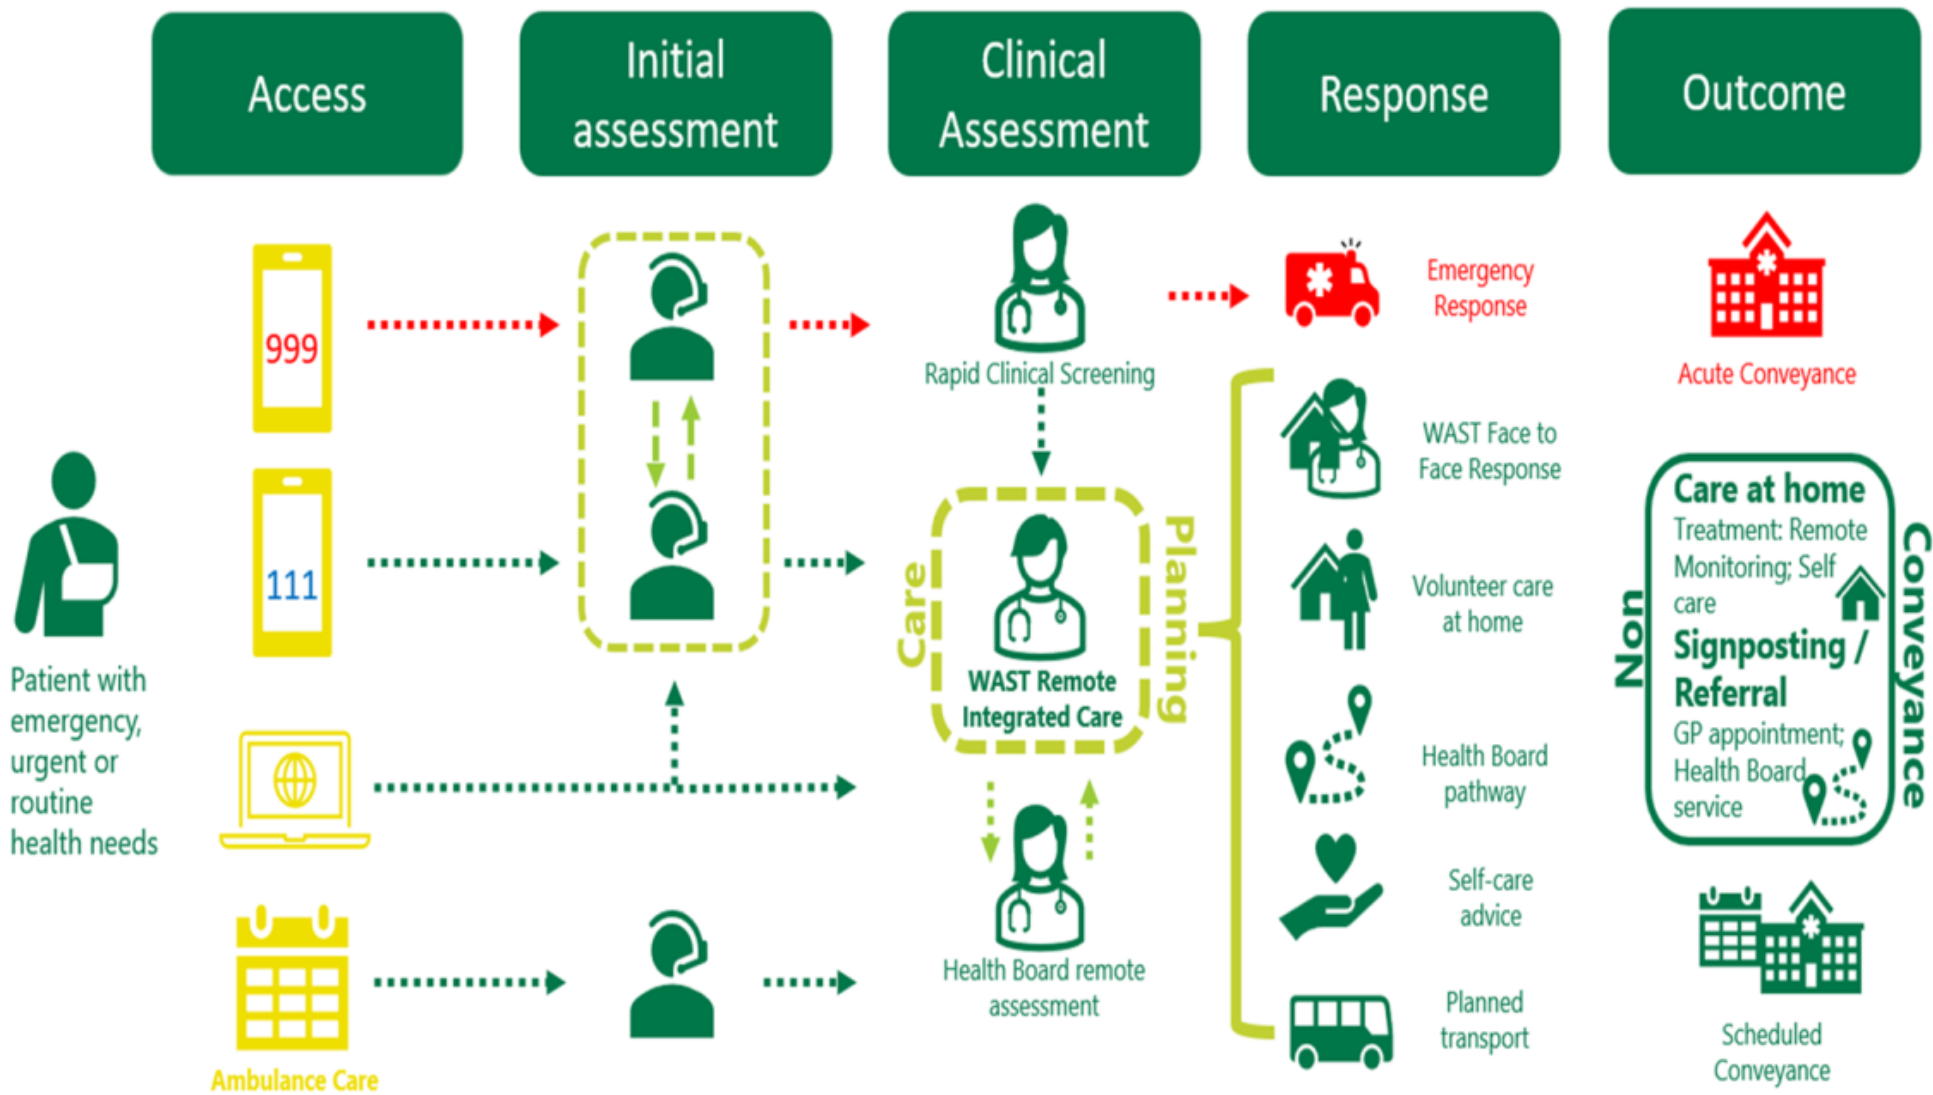 Access
Initial
assessment
Clinical
Assessment
Response
Outcome
999
111
Patient with
emergency,
urgent or
routine
health needs
Ambulance Care
Rapid Clinical Screening
Care
Planning
WAST Remote
Integrated Care
Health Board remote
assessment
Emergency
Response
WAST Face to
Face Response
Volunteer care
at home
Health Board
pathway
Self-care
advice
Planned
transport
Acute Conveyance
Non
Conveyance
Care at home
Treatment: Remote
Monitoring; Self
care
Signposting /
Referral
GP appointment;
Health Board
service
Scheduled
Conveyance